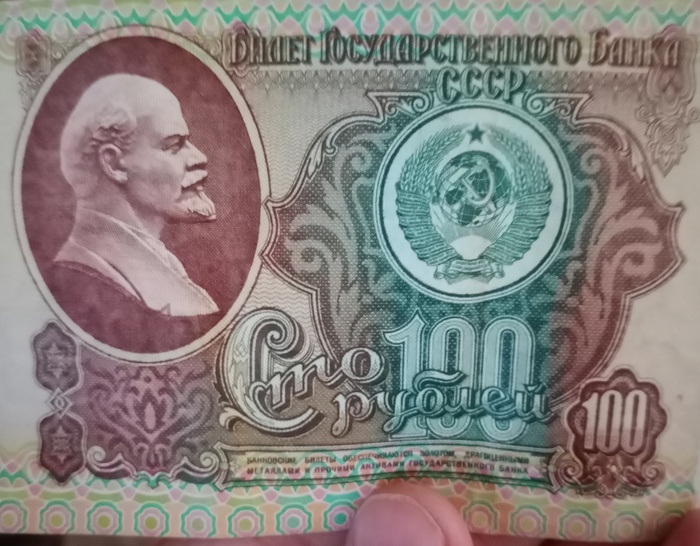 Билет Государственного Банка
СССР
100
Сто
рублей
100
БАНКОВСКИЕ БИЛЕТЫ ОБЕСПЕЧИВАЮТСЯ ЗОЛОТОМ, ДРАГОЦЕННЫМИ
МЕТАЛЛАМИ И ПРОЧИМИ АКТИВАМИ ГОСУДАРСТВЕННОГО БАНКА